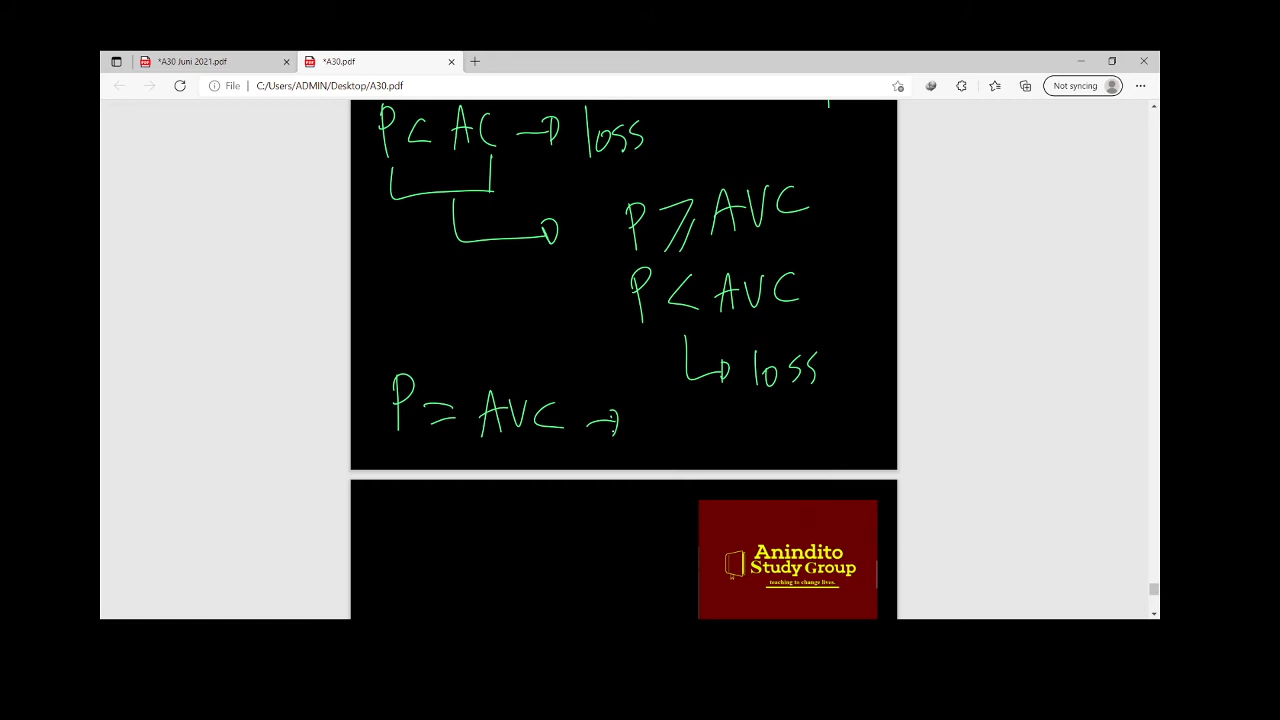 *A30 Juni 2021.pdf
*A30.pdf
File
C:/Users/ADMIN/Desktop/A30.pdf
Not syncing
P < AC → loss
P ⩾ AVC
P < AVC
↳ loss
P = AVC →
Anindito
Study Group
teaching to change lives.